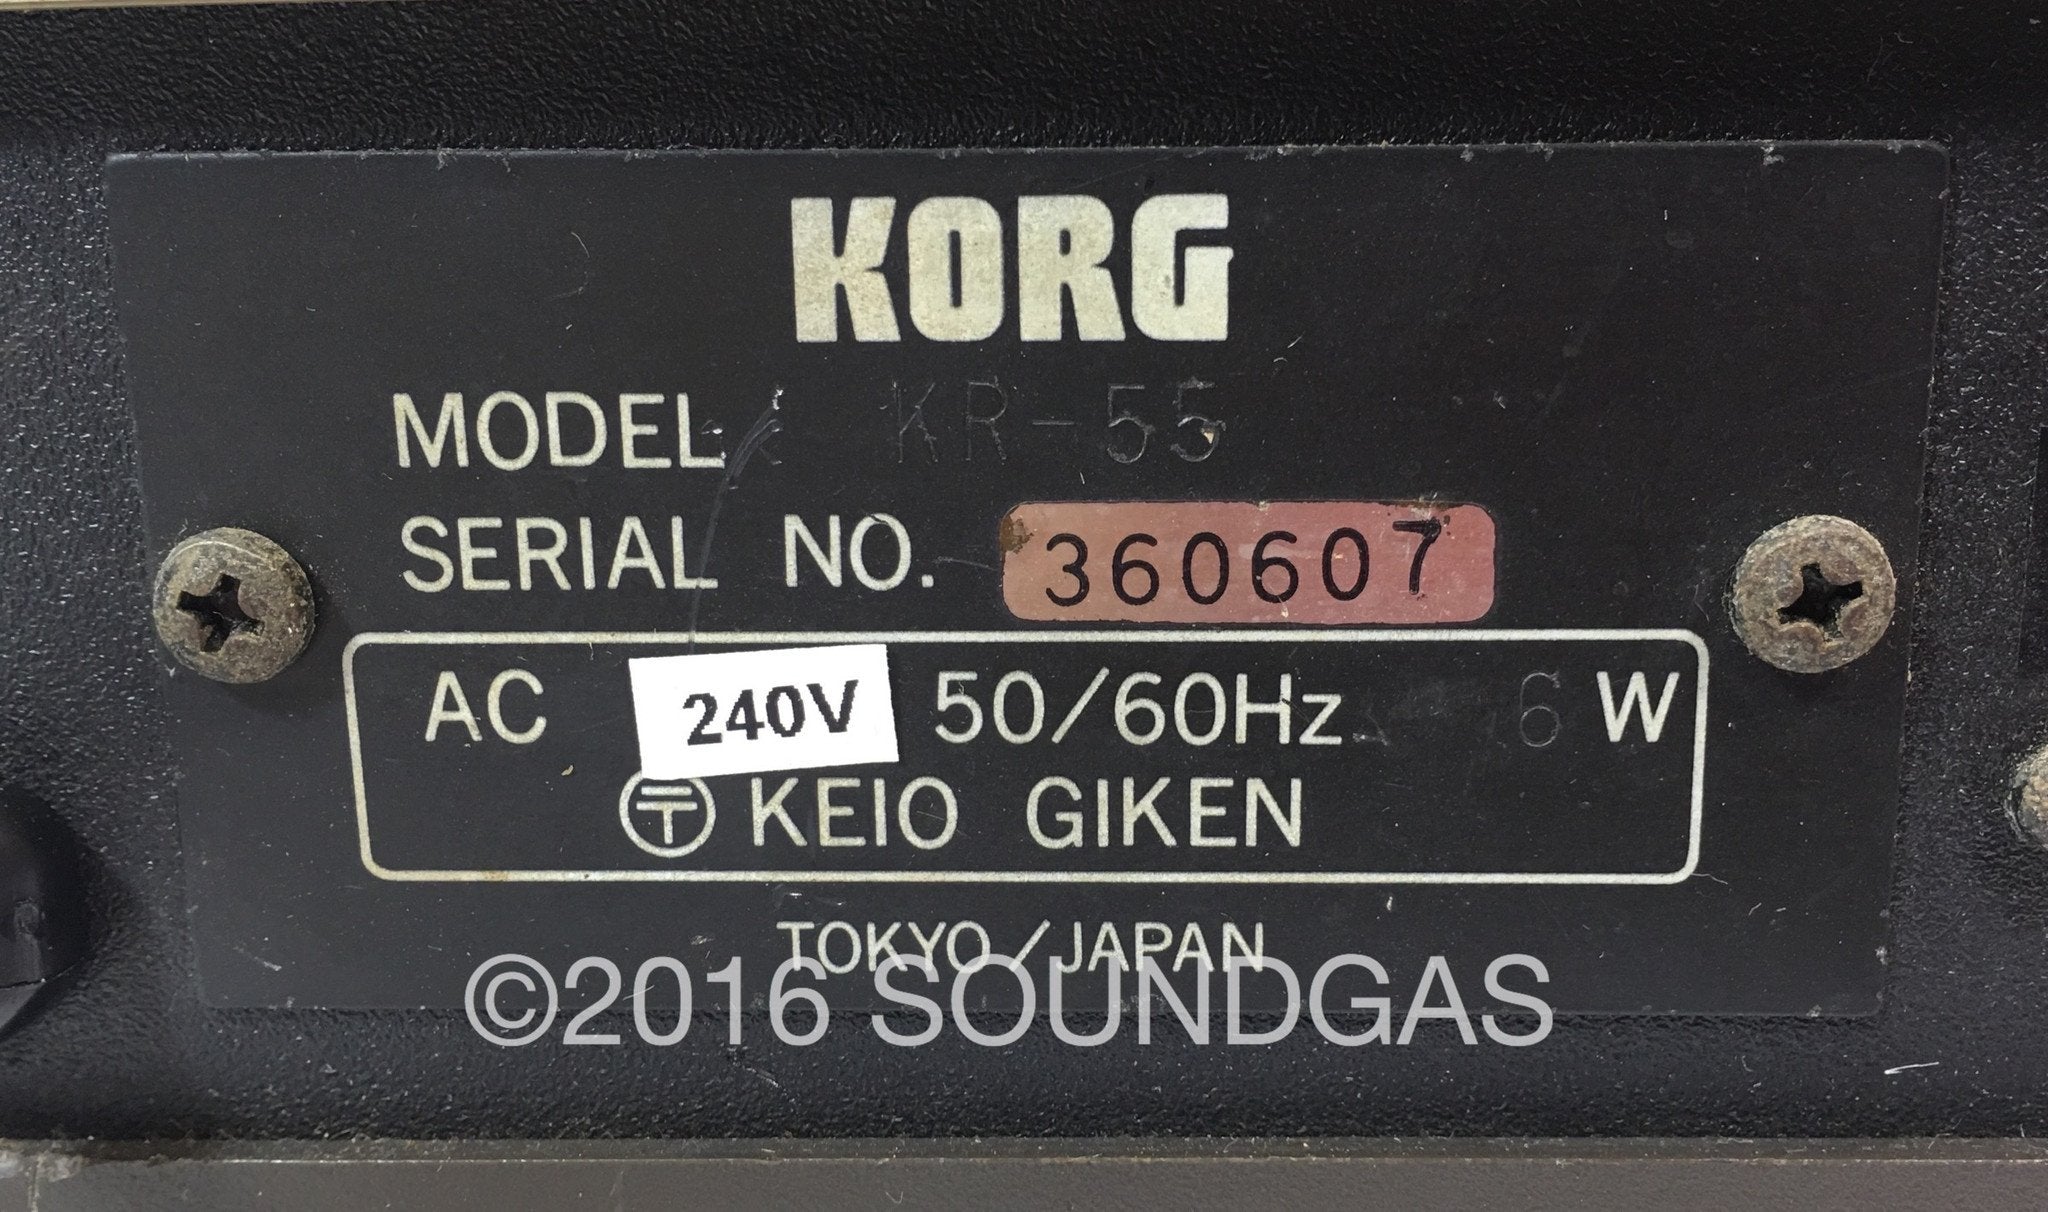 KORG
MODEL KR-55
SERIAL NO. 360607
AC 240V 50/60Hz 6 W
〶 KEIO GIKEN
TOKYO/JAPAN
©2016 SOUNDGAS